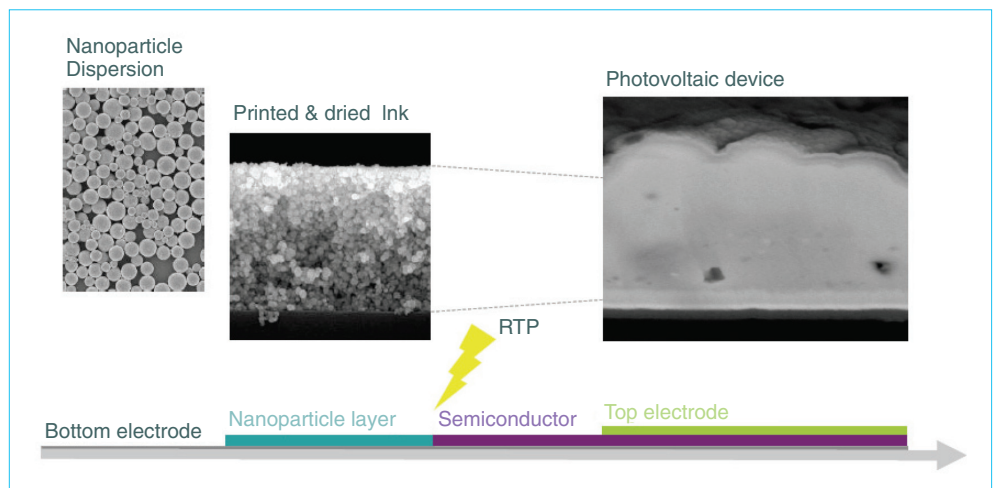 Nanoparticle
Dispersion
Printed & dried Ink
Photovoltaic device
RTP
Bottom electrode
Nanoparticle layer
Semiconductor
Top electrode